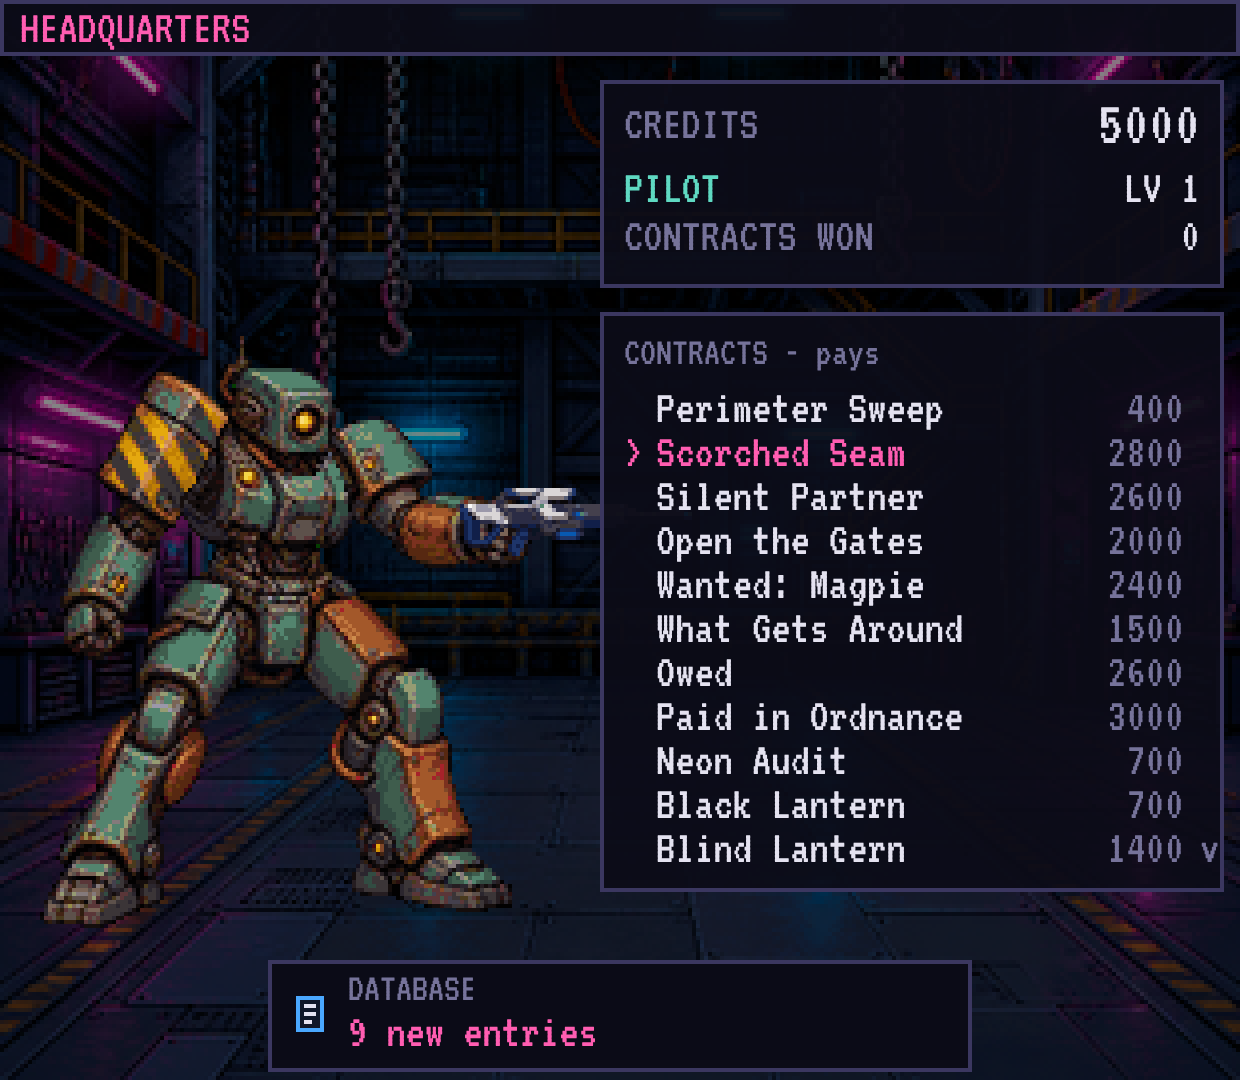 HEADQUARTERS
CREDITS 5000
PILOT LV 1
CONTRACTS WON 0
CONTRACTS - pays
Perimeter Sweep 400
> Scorched Seam 2800
Silent Partner 2600
Open the Gates 2000
Wanted: Magpie 2400
What Gets Around 1500
Owed 2600
Paid in Ordnance 3000
Neon Audit 700
Black Lantern 700
Blind Lantern 1400 v
DATABASE
9 new entries